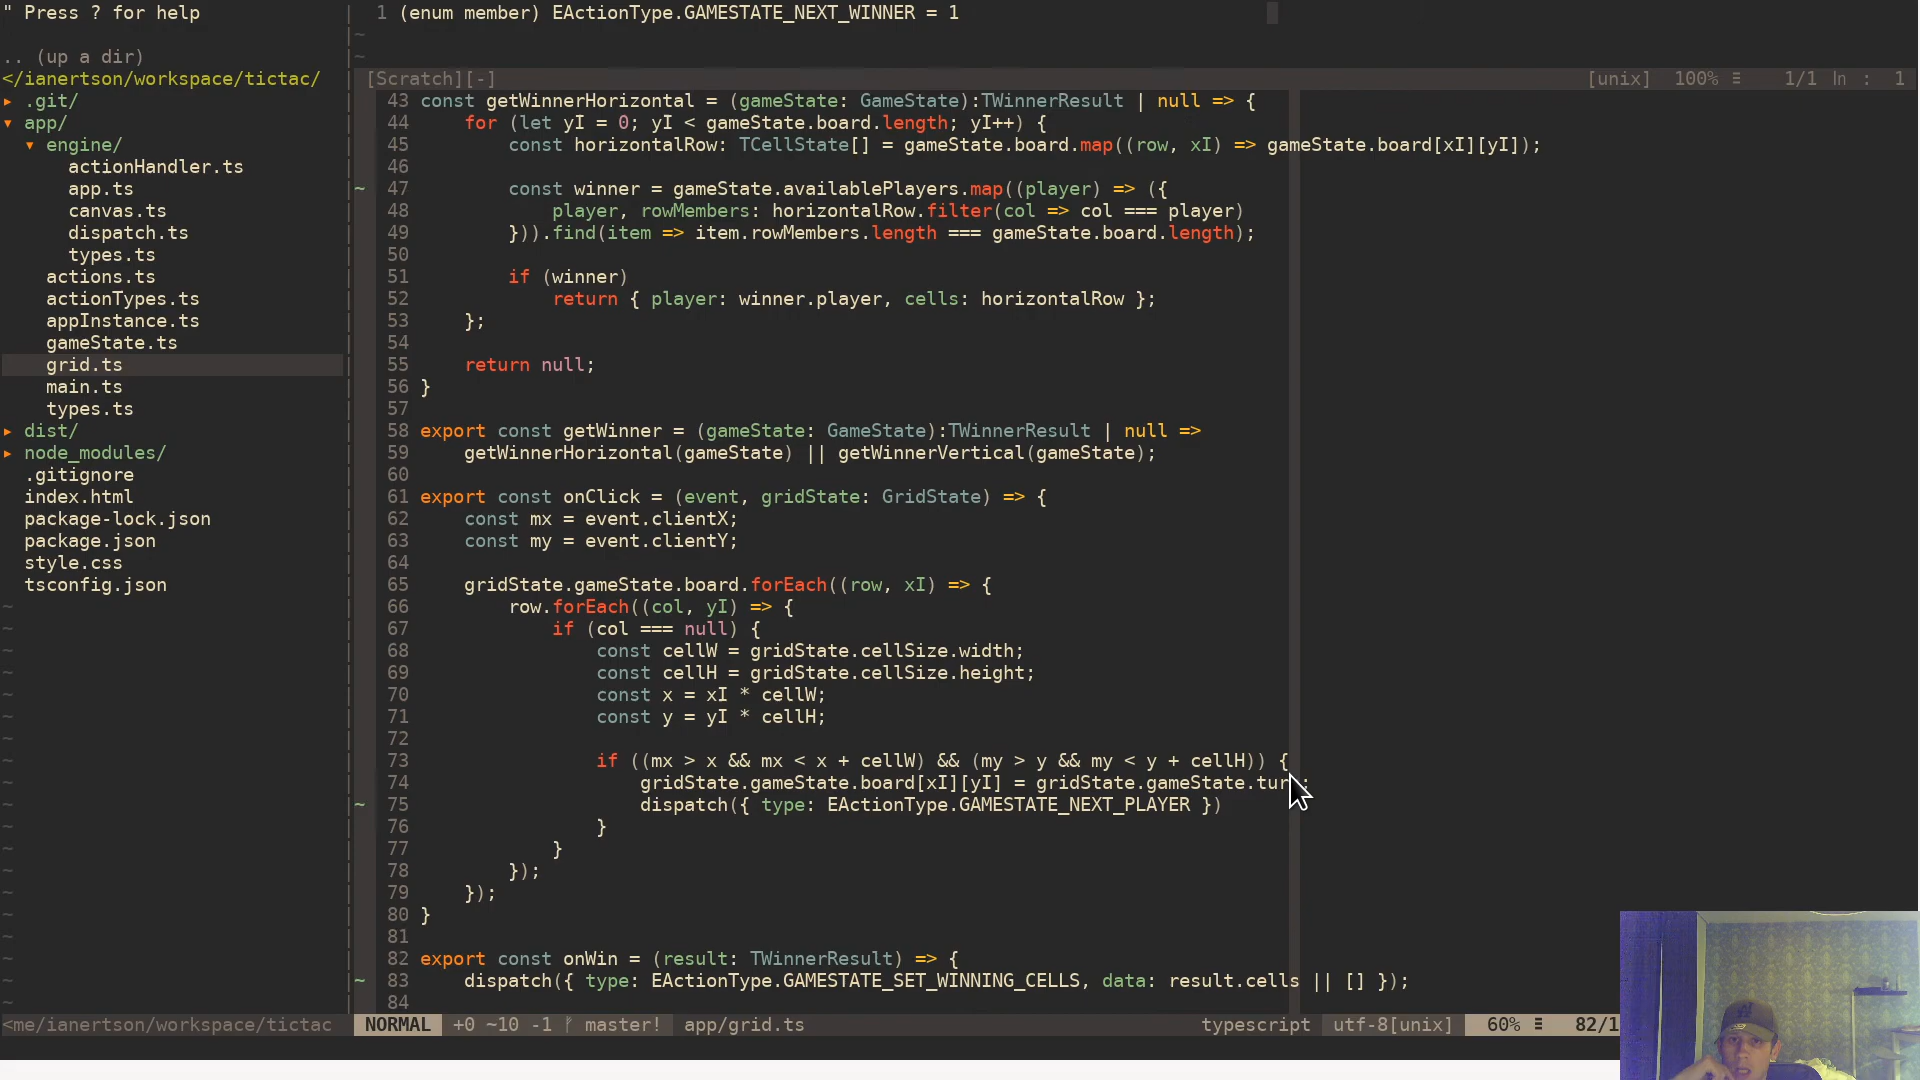 " Press ? for help
.. (up a dir)
</ianertson/workspace/tictac/
▸ .git/
▾ app/
▾ engine/
actionHandler.ts
app.ts
canvas.ts
dispatch.ts
types.ts
actions.ts
actionTypes.ts
appInstance.ts
gameState.ts
grid.ts
main.ts
types.ts
▸ dist/
▸ node_modules/
.gitignore
index.html
package-lock.json
package.json
style.css
tsconfig.json
<me/ianertson/workspace/tictac
1 (enum member) EActionType.GAMESTATE_NEXT_WINNER = 1
[Scratch][-] [unix] 100% ≡ 1/1 ln : 1
43 const getWinnerHorizontal = (gameState: GameState):TWinnerResult | null => {
44     for (let yI = 0; yI < gameState.board.length; yI++) {
45         const horizontalRow: TCellState[] = gameState.board.map((row, xI) => gameState.board[xI][yI]);
46
~ 47         const winner = gameState.availablePlayers.map((player) => ({
48             player, rowMembers: horizontalRow.filter(col => col === player)
49         })).find(item => item.rowMembers.length === gameState.board.length);
50
51         if (winner)
52             return { player: winner.player, cells: horizontalRow };
53     };
54
55     return null;
56 }
57
58 export const getWinner = (gameState: GameState):TWinnerResult | null =>
59     getWinnerHorizontal(gameState) || getWinnerVertical(gameState);
60
61 export const onClick = (event, gridState: GridState) => {
62     const mx = event.clientX;
63     const my = event.clientY;
64
65     gridState.gameState.board.forEach((row, xI) => {
66         row.forEach((col, yI) => {
67             if (col === null) {
68                 const cellW = gridState.cellSize.width;
69                 const cellH = gridState.cellSize.height;
70                 const x = xI * cellW;
71                 const y = yI * cellH;
72
73                 if ((mx > x && mx < x + cellW) && (my > y && my < y + cellH)) {
74                     gridState.gameState.board[xI][yI] = gridState.gameState.tur ;
~ 75                     dispatch({ type: EActionType.GAMESTATE_NEXT_PLAYER })
76                 }
77             }
78         });
79     });
80 }
81
82 export const onWin = (result: TWinnerResult) => {
~ 83     dispatch({ type: EActionType.GAMESTATE_SET_WINNING_CELLS, data: result.cells || [] });
84
NORMAL +0 ~10 -1 ᚠ master! app/grid.ts typescript utf-8[unix] 60% ≡ 82/1